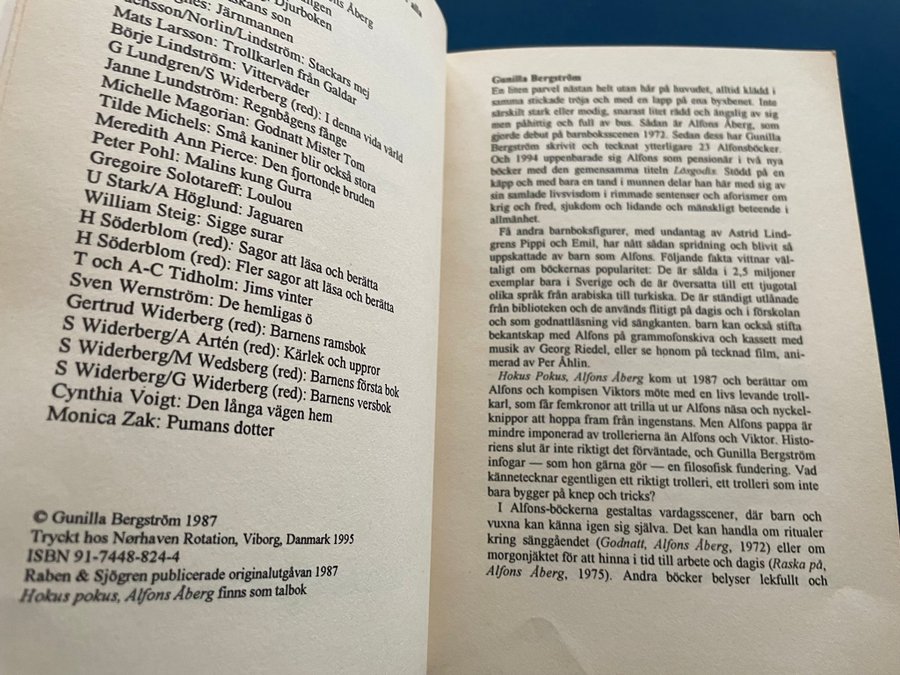 Alfons Åberg
Djurboken
Järnmannen
/Norlin/Lindström: Stackars mej
Mats Larsson: Trollkarlen från Galdar
Börje Lindström: Vitterväder
G Lundgren/S Widerberg (red): I denna vida värld
Janne Lundström: Regnbågens fånge
Michelle Magorian: Godnatt Mister Tom
Tilde Michels: Små kaniner blir också stora
Meredith Ann Pierce: Den fjortonde bruden
Peter Pohl: Malins kung Gurra
Gregoire Solotareff: Loulou
U Stark/A Höglund: Jaguaren
William Steig: Sigge surar
H Söderblom (red): Sagor att läsa och berätta
H Söderblom (red): Fler sagor att läsa och berätta
T och A-C Tidholm: Jims vinter
Sven Wernström: De hemligas ö
Gertrud Widerberg (red): Barnens ramsbok
S Widerberg/A Artén (red): Kärlek och uppror
S Widerberg/M Wedsberg (red): Barnens första bok
S Widerberg/G Widerberg (red): Barnens versbok
Cynthia Voigt: Den långa vägen hem
Monica Zak: Pumans dotter
© Gunilla Bergström 1987
Tryckt hos Nørhaven Rotation, Viborg, Danmark 1995
ISBN 91-7448-824-4
Raben & Sjögren publicerade originalutgåvan 1987
Hokus pokus, Alfons Åberg finns som talbok
Gunilla Bergström
En liten parvel nästan helt utan hår på huvudet, alltid klädd i
samma stickade tröja och med en lapp på ena byxbenet. Inte
särskilt stark eller modig, snarast litet rädd och ängslig av sig
men påhittig och full av bus. Sådan är Alfons Åberg, som
gjorde debut på barnboksscenen 1972. Sedan dess har Gunilla
Bergström skrivit och tecknat ytterligare 23 Alfonsböcker.
Och 1994 uppenbarade sig Alfons som pensionär i två nya
böcker med den gemensamma titeln Lösgodis. Stödd på en
käpp och med bara en tand i munnen delar han här med sig av
sin samlade livsvisdom i rimmade sentenser och aforismer om
krig och fred, sjukdom och lidande och mänskligt beteende i
allmänhet.
Få andra barnboksfigurer, med undantag av Astrid Lind-
grens Pippi och Emil, har nått sådan spridning och blivit så
uppskattade av barn som Alfons. Följande fakta vittnar väl-
taligt om böckernas popularitet: De är sålda i 2,5 miljoner
exemplar bara i Sverige och de är översatta till ett tjugotal
olika språk från arabiska till turkiska. De är ständigt utlånade
från biblioteken och de används flitigt på dagis och i förskolan
och som godnattläsning vid sängkanten. barn kan också stifta
bekantskap med Alfons på grammofonskiva och kassett med
musik av Georg Riedel, eller se honom på tecknad film, ani-
merad av Per Åhlin.
Hokus Pokus, Alfons Åberg kom ut 1987 och berättar om
Alfons och kompisen Viktors möte med en livs levande troll-
karl, som får femkronor att trilla ut ur Alfons näsa och nyckel-
knippor att hoppa fram från ingenstans. Men Alfons pappa är
mindre imponerad av trollerierna än Alfons och Viktor. Histo-
riens slut är inte riktigt det förväntade, och Gunilla Bergström
infogar — som hon gärna gör — en filosofisk fundering. Vad
kännetecknar egentligen ett riktigt trolleri, ett trolleri som inte
bara bygger på knep och tricks?
I Alfons-böckerna gestaltas vardagsscener, där barn och
vuxna kan känna igen sig själva. Det kan handla om ritualer
kring sänggåendet (Godnatt, Alfons Åberg, 1972) eller om
morgonjäktet för att hinna i tid till arbete och dagis (Raska på,
Alfons Åberg, 1975). Andra böcker belyser lekfullt och